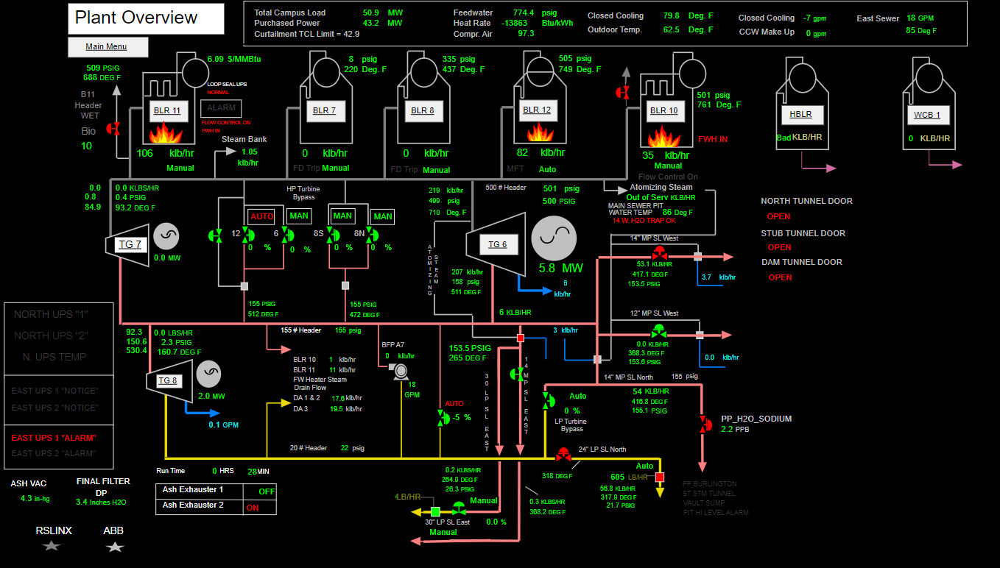 Plant Overview
Main Menu
Total Campus Load 50.9 MW
Purchased Power 43.2 MW
Curtailment TCL Limit = 42.9
Feedwater 774.4 psig
Heat Rate -13863 Btu/kWh
Compr. Air 97.3
Closed Cooling 79.8 Deg. F
Outdoor Temp. 62.5 Deg. F
Closed Cooling -7 gpm
CCW Make Up 0 gpm
East Sewer 18 GPM
85 Deg F
509 PSIG
688 DEG F
B11
Header
WET
Bio
10
6.09 $/MMBtu
LOOP SEAL UPS
NORMAL
ALARM
FLOW CONTROL ON
FWH IN
BLR 11
106 klb/hr
Manual
Steam Bank
1.05
klb/hr
8 psig
220 Deg. F
BLR 7
0 klb/hr
FD Trip Manual
335 psig
437 Deg. F
BLR 8
0 klb/hr
FD Trip Manual
505 psig
749 Deg. F
BLR 12
82 klb/hr
MFT Auto
501 psig
761 Deg. F
BLR 10
FWH IN
35 klb/hr
Manual
Flow Control On
HBLR
Bad KLB/HR
WCB 1
0 KLB/HR
Atomizing Steam
Out of Serv KLB/HR
MAIN SEWER PIT
WATER TEMP 86 Deg F
14 W H2O TRAP OK
0.0 0.0 KLBS/HR
0.8 0.4 PSIG
84.9 93.2 DEG F
TG 7
0.0 MW
HP Turbine
Bypass
AUTO
MAN
MAN
MAN
12
6
8S
8N
0 %
0 %
0 %
0 %
155 PSIG
512 DEG F
155 PSIG
472 DEG F
219 klb/hr
499 psig
719 Deg. F
500 # Header 501 psig
500 PSIG
ATOMIZING
STEAM
TG 6
5.8 MW
207 klb/hr
158 psig
511 DEG F
6
klb/hr
6 KLB/HR
14" MP SL West
53.1 KLB/HR
417.1 DEG F
153.5 PSIG
3.7 klb/hr
12" MP SL West
0.0 KLB/HR
368.3 DEG F
153.6 PSIG
0.0 klb/hr
NORTH TUNNEL DOOR
OPEN
STUB TUNNEL DOOR
OPEN
DAM TUNNEL DOOR
OPEN
NORTH UPS "1"
NORTH UPS "2"
N. UPS TEMP
EAST UPS 1 "NOTICE"
EAST UPS 2 "NOTICE"
EAST UPS 1 "ALARM"
EAST UPS 2 "ALARM"
92.3 0.0 LBS/HR
150.6 2.3 PSIG
530.4 160.7 DEG F
TG 8
2.0 MW
0.1 GPM
155 # Header 155 psig
BLR 10 1 klb/hr
BLR 11 11 klb/hr
FW Heater Steam
Drain Flow
DA 1 & 2 17.6 klb/hr
DA 3 19.5 klb/hr
BFP A7
0 klb/hr
18
GPM
AUTO
-5 %
153.5 PSIG
265 DEG F
3 klb/hr
30 LP SL EAST
14 MP SL EAST
14" MP SL North 155 psig
54 KLB/HR
416.8 DEG F
155.1 PSIG
Auto
0 %
LP Turbine
Bypass
PP_H2O_SODIUM
2.2 PPB
20 # Header 22 psig
24" LP SL North
318 DEG F
Auto
605 LB/HR
56.8 KLB/HR
317.9 DEG F
21.7 PSIG
PP BURLINGTON
ST STM TUNNEL
VAULT SUMP
PIT HI LEVEL ALARM
0.2 KLBS/HR
264.9 DEG F
26.3 PSIG
LB/HR
Manual
30" LP SL East
0.0 %
Manual
0.3 KLBS/HR
368.2 DEG F
Run Time 0 HRS 28 MIN
Ash Exhauster 1 OFF
Ash Exhauster 2 ON
ASH VAC
4.3 in-hg
FINAL FILTER
DP
3.4 Inches H2O
RSLINX
ABB